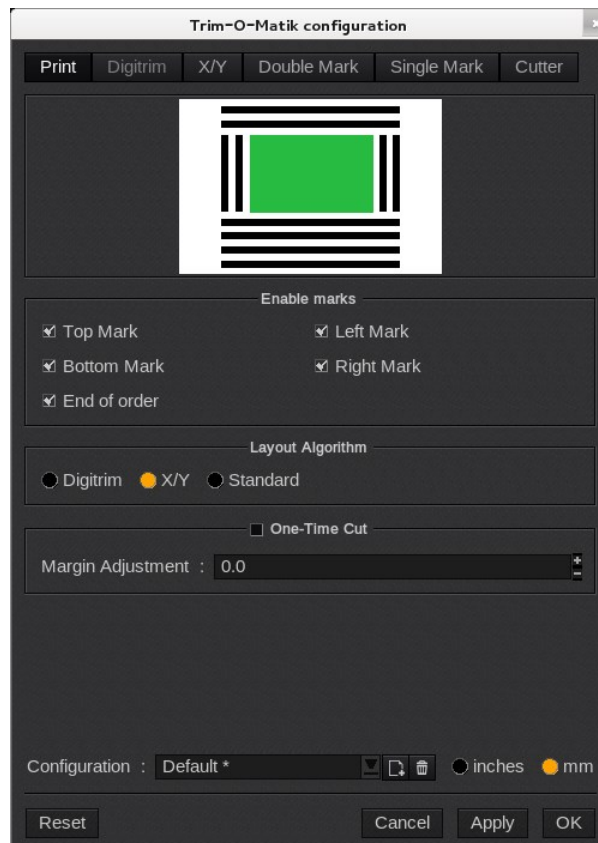 Trim-O-Matik configuration
Print Digitrim X/Y Double Mark Single Mark Cutter
Enable marks
Top Mark Left Mark
Bottom Mark Right Mark
End of order
Layout Algorithm
Digitrim X/Y Standard
One-Time Cut
Margin Adjustment : 0.0
Configuration : Default * inches mm
Reset Cancel Apply OK